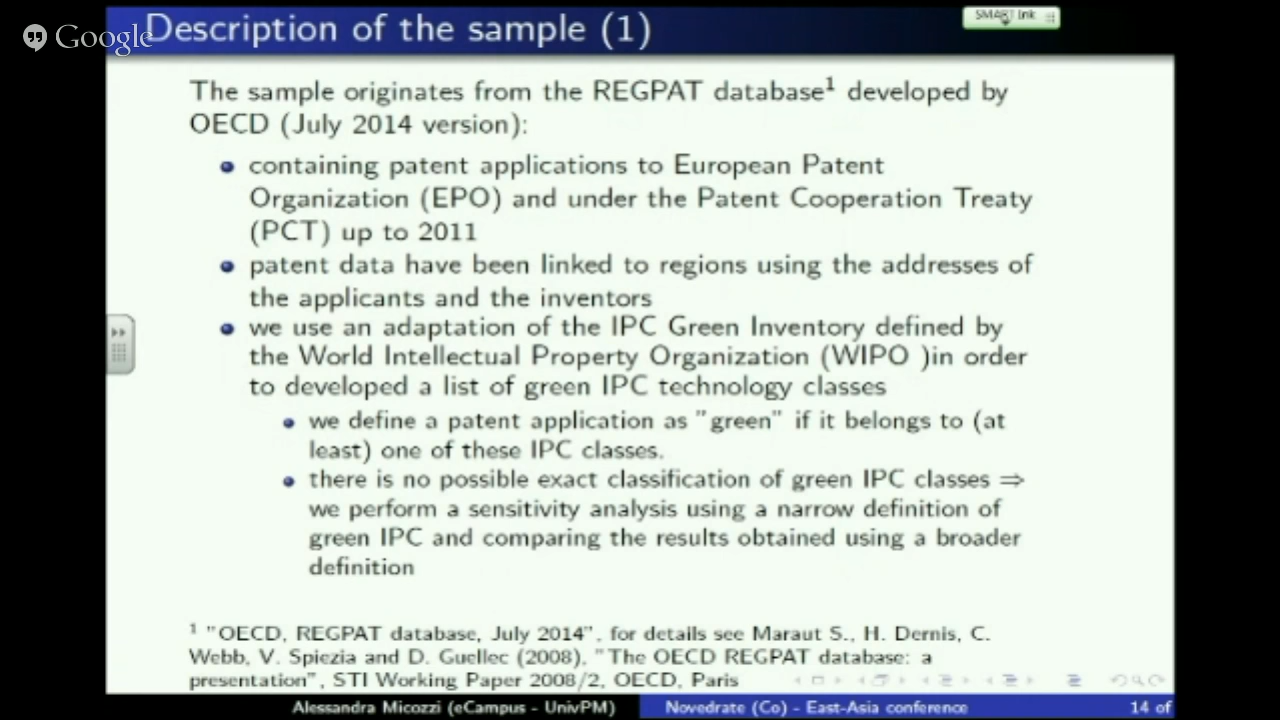 Google
Description of the sample (1)
SMART Ink
The sample originates from the REGPAT database1 developed by
OECD (July 2014 version):
containing patent applications to European Patent
Organization (EPO) and under the Patent Cooperation Treaty
(PCT) up to 2011
patent data have been linked to regions using the addresses of
the applicants and the inventors
we use an adaptation of the IPC Green Inventory defined by
the World Intellectual Property Organization (WIPO )in order
to developed a list of green IPC technology classes
we define a patent application as "green" if it belongs to (at
least) one of these IPC classes.
there is no possible exact classification of green IPC classes ⇒
we perform a sensitivity analysis using a narrow definition of
green IPC and comparing the results obtained using a broader
definition
1 "OECD, REGPAT database, July 2014", for details see Maraut S., H. Dernis, C.
Webb, V. Spiezia and D. Guellec (2008), "The OECD REGPAT database: a
presentation", STI Working Paper 2008/2, OECD, Paris
Alessandra Micozzi (eCampus - UnivPM) Novedrate (Co) - East-Asia conference 14 of